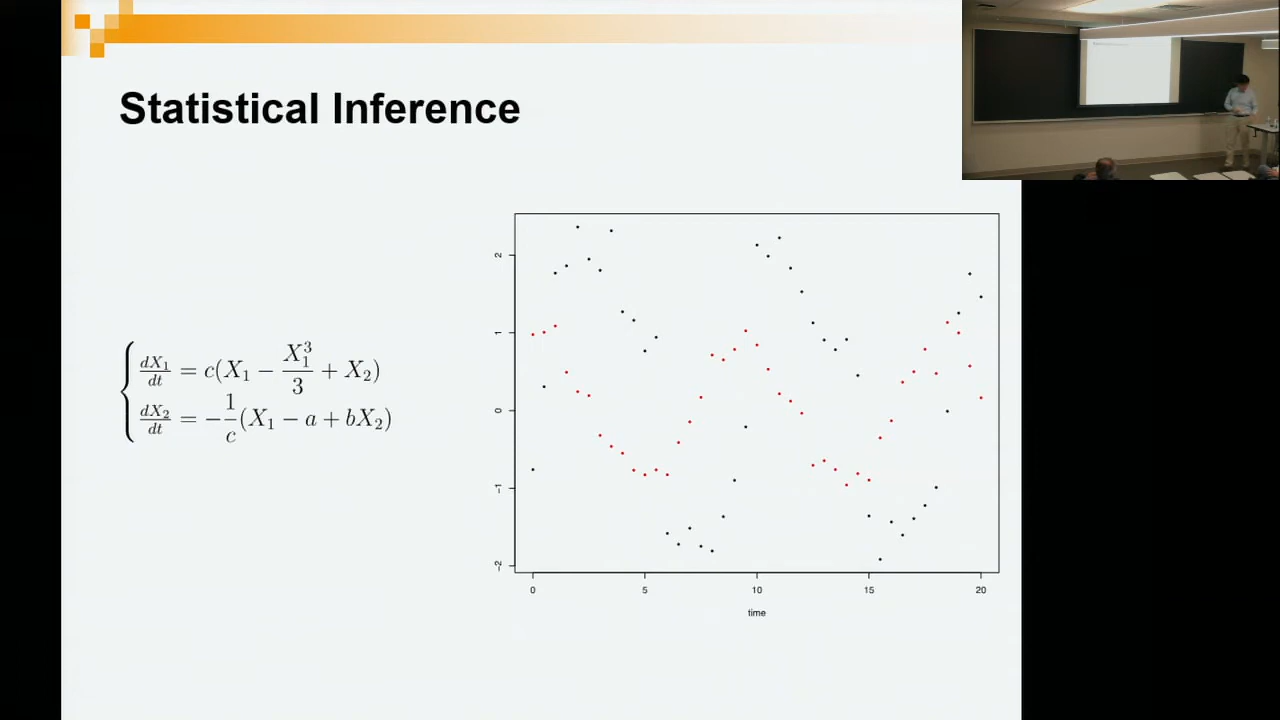 Statistical Inference
dX₁/dt = c(X₁ − X₁³/3 + X₂)
dX₂/dt = −1/c(X₁ − a + bX₂)
2
1
0
−1
−2
0 5 10 15 20
time